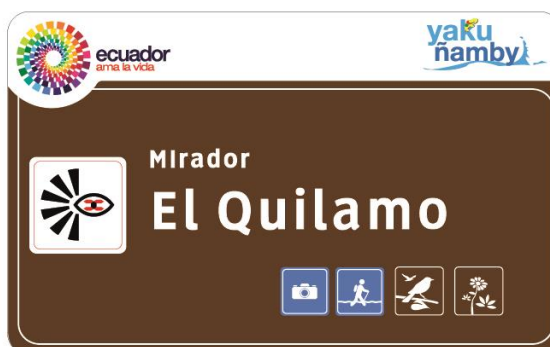 ecuador
ama la vida
yaku
ñamby
Mirador
El Quilamo